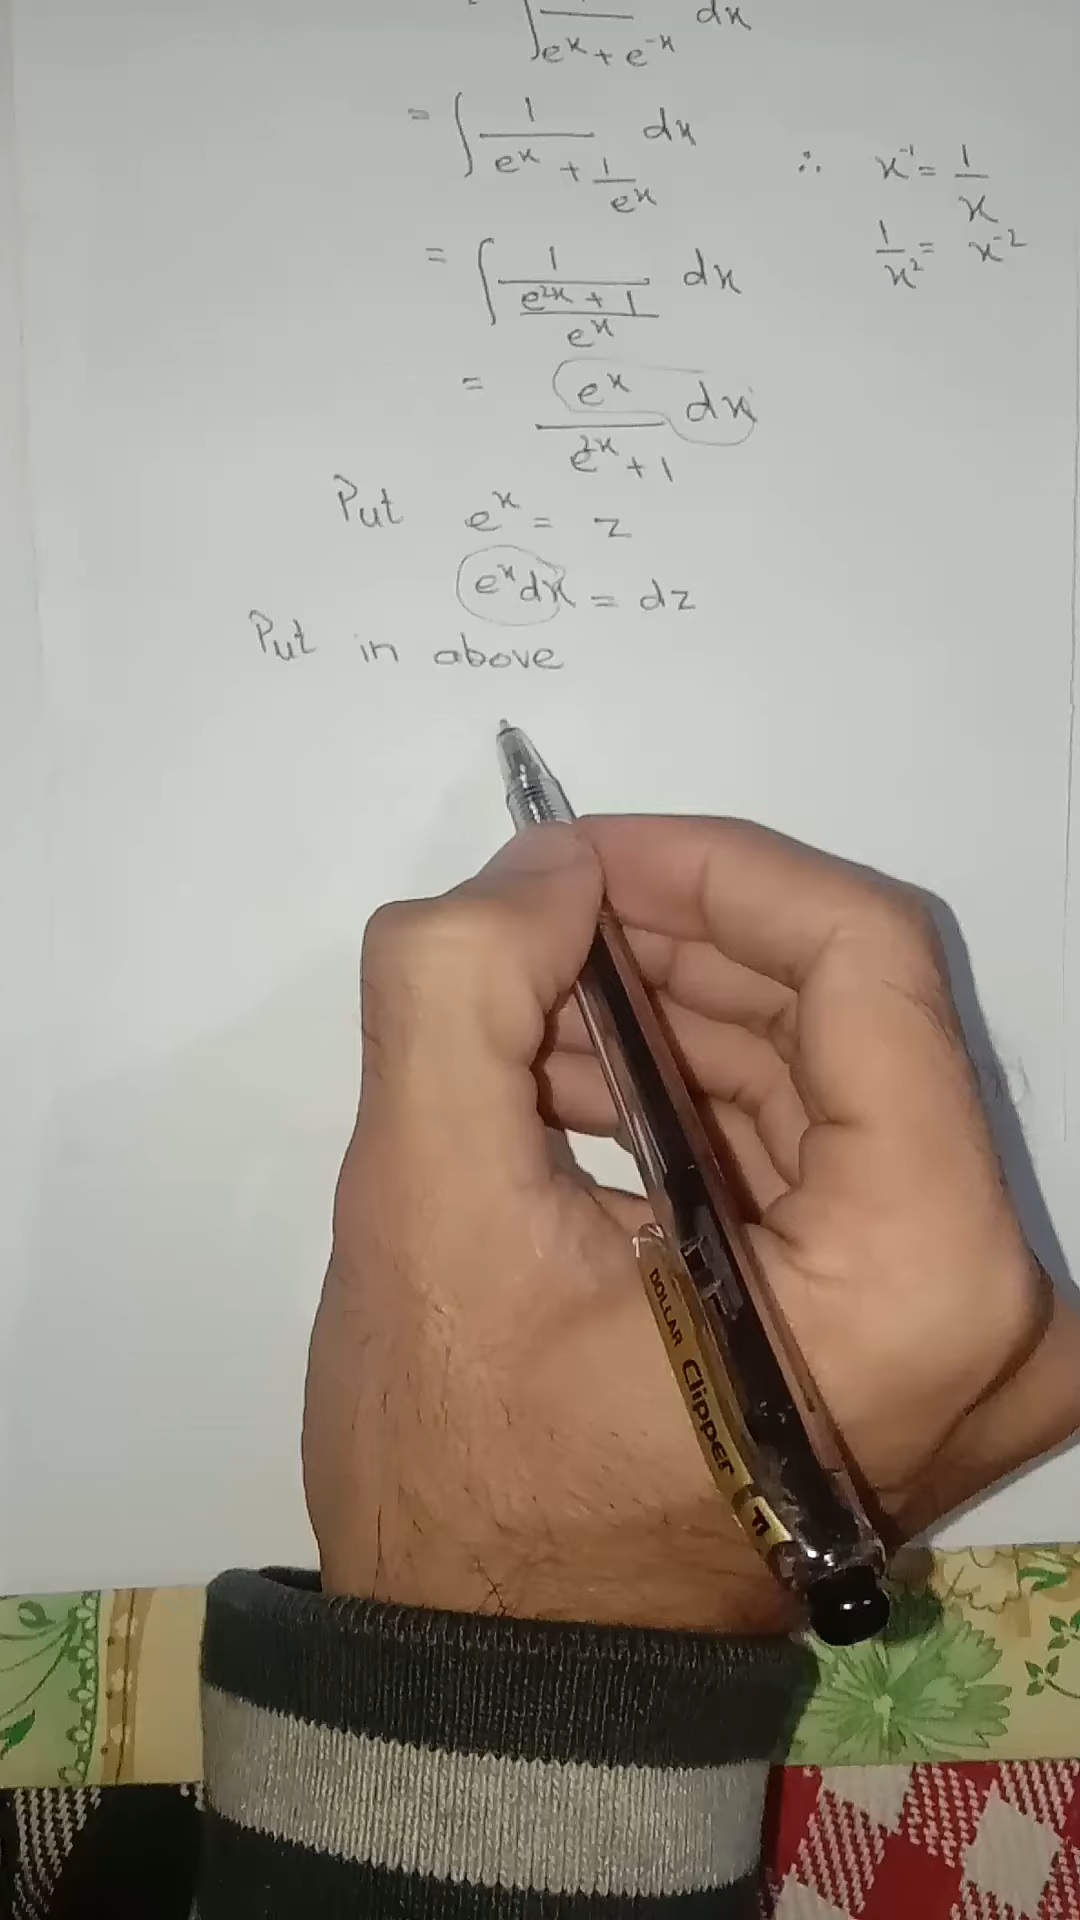 = ∫ 1/(eˣ + e⁻ˣ) dx
= ∫ 1/(eˣ + 1/eˣ) dx ∴ x⁻¹ = 1/x
1/x² = x⁻²
= ∫ 1/((e²ˣ + 1)/eˣ) dx
= eˣ/(e²ˣ + 1) dx
Put eˣ = z
eˣdx = dz
Put in above
DOLLAR Clipper